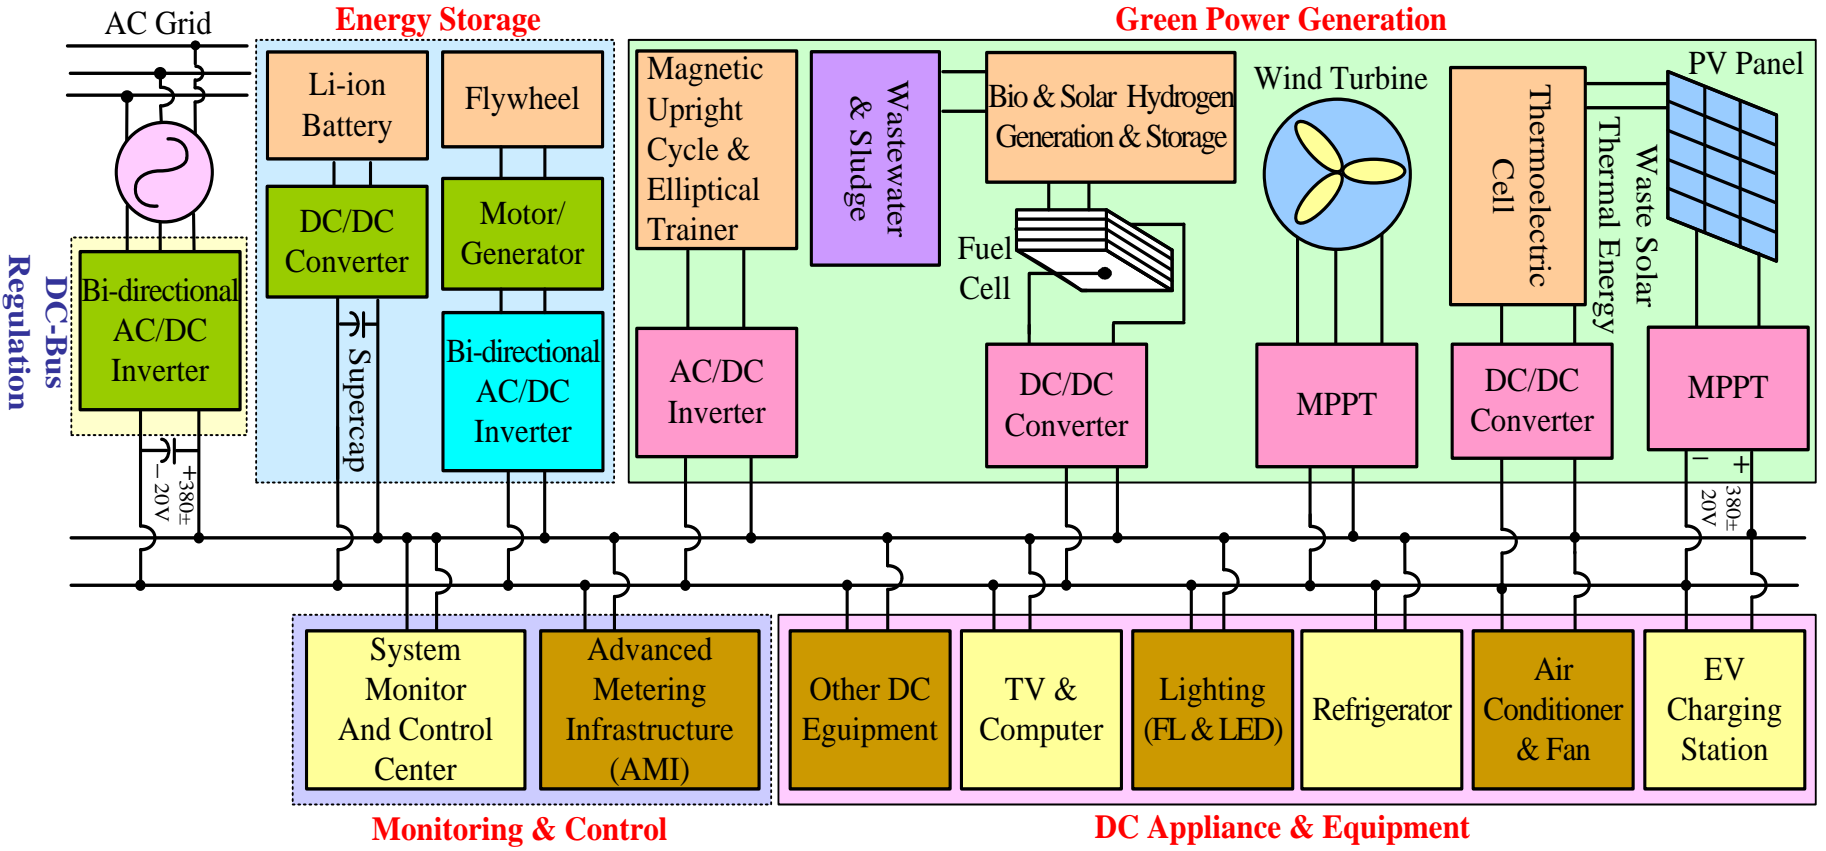 AC Grid
Energy Storage
Green Power Generation
Li-ion
Battery
Flywheel
Magnetic
Upright
Cycle &
Elliptical
Trainer
Wastewater
& Sludge
Bio & Solar Hydrogen
Generation & Storage
Wind Turbine
Thermoelectric
Cell
PV Panel
Waste Solar
Thermal Energy
DC/DC
Converter
Motor/
Generator
Fuel
Cell
DC-Bus
Regulation
Bi-directional
AC/DC
Inverter
Supercap
Bi-directional
AC/DC
Inverter
AC/DC
Inverter
DC/DC
Converter
MPPT
DC/DC
Converter
MPPT
+380±
− 20V
− +
380±
20V
System
Monitor
And Control
Center
Advanced
Metering
Infrastructure
(AMI)
Other DC
Eguipment
TV &
Computer
Lighting
(FL & LED)
Refrigerator
Air
Conditioner
& Fan
EV
Charging
Station
Monitoring & Control
DC Appliance & Equipment